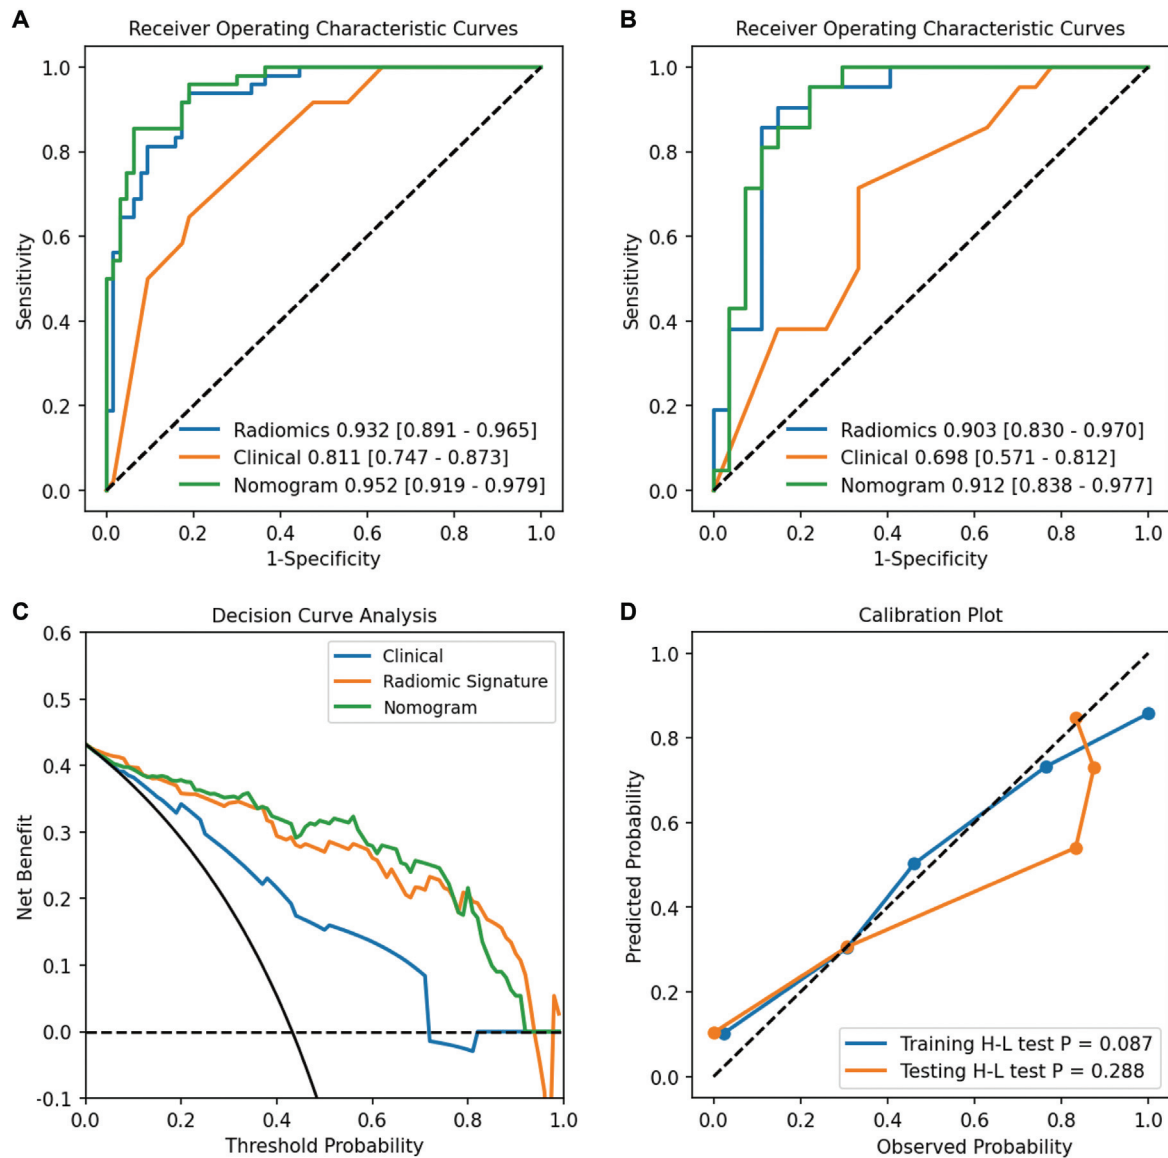 A
Receiver Operating Characteristic Curves
1.0
0.8
0.6
0.4
0.2
0.0
Sensitivity
Radiomics 0.932 [0.891 - 0.965]
Clinical 0.811 [0.747 - 0.873]
Nomogram 0.952 [0.919 - 0.979]
0.0 0.2 0.4 0.6 0.8 1.0
1-Specificity
B
Receiver Operating Characteristic Curves
1.0
0.8
0.6
0.4
0.2
0.0
Sensitivity
Radiomics 0.903 [0.830 - 0.970]
Clinical 0.698 [0.571 - 0.812]
Nomogram 0.912 [0.838 - 0.977]
0.0 0.2 0.4 0.6 0.8 1.0
1-Specificity
C
Decision Curve Analysis
0.6
0.5
0.4
0.3
0.2
0.1
0.0
-0.1
Net Benefit
Clinical
Radiomic Signature
Nomogram
0.0 0.2 0.4 0.6 0.8 1.0
Threshold Probability
D
Calibration Plot
1.0
0.8
0.6
0.4
0.2
0.0
Predicted Probability
Training H-L test P = 0.087
Testing H-L test P = 0.288
0.0 0.2 0.4 0.6 0.8 1.0
Observed Probability